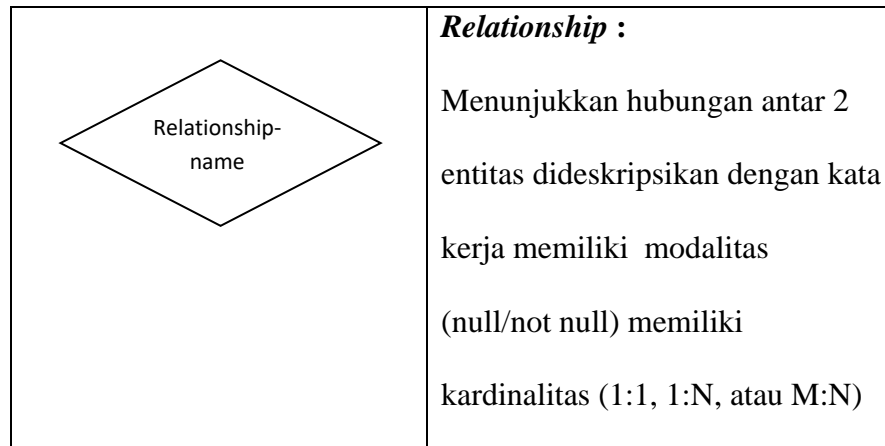 Relationship-
name
Relationship :
Menunjukkan hubungan antar 2
entitas dideskripsikan dengan kata
kerja memiliki modalitas
(null/not null) memiliki
kardinalitas (1:1, 1:N, atau M:N)